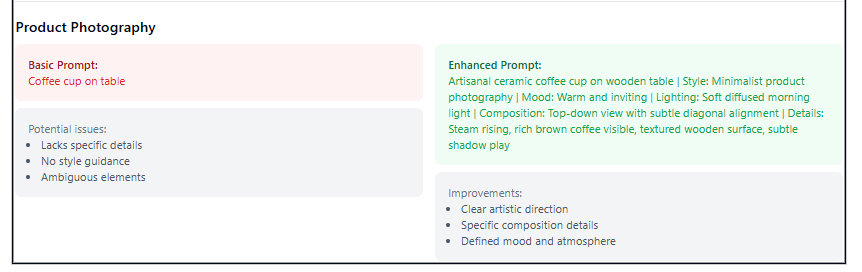 Product Photography
Basic Prompt:
Coffee cup on table
Potential issues:
• Lacks specific details
• No style guidance
• Ambiguous elements
Enhanced Prompt:
Artisanal ceramic coffee cup on wooden table | Style: Minimalist product
photography | Mood: Warm and inviting | Lighting: Soft diffused morning
light | Composition: Top-down view with subtle diagonal alignment | Details:
Steam rising, rich brown coffee visible, textured wooden surface, subtle
shadow play
Improvements:
• Clear artistic direction
• Specific composition details
• Defined mood and atmosphere